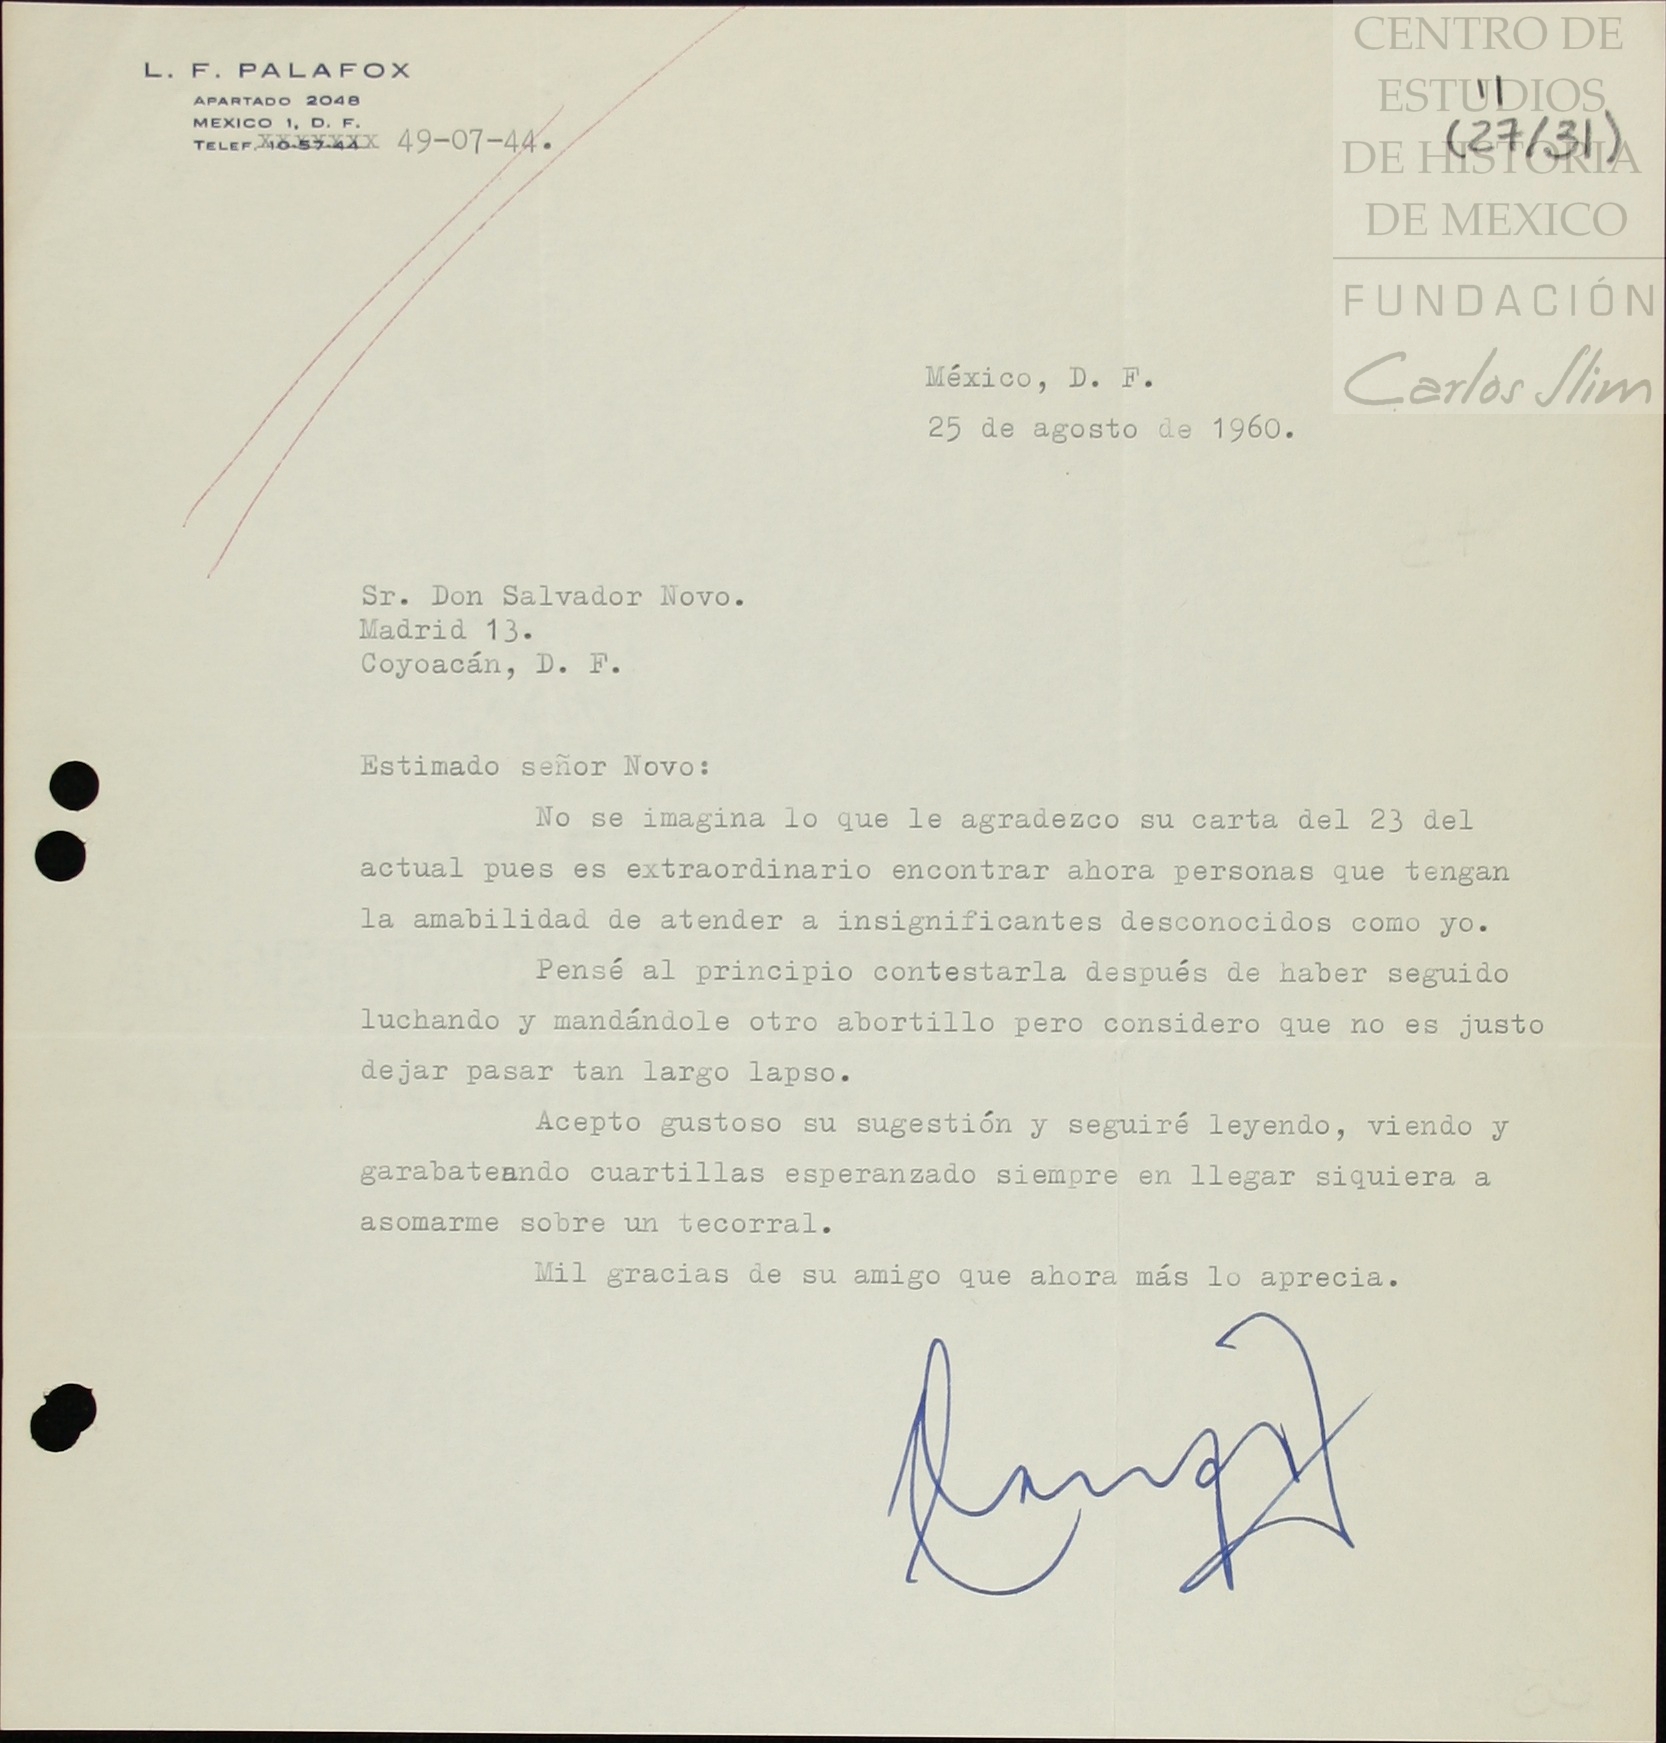 L. F. PALAFOX
APARTADO 2048
MEXICO 1, D. F.
TELEF. 10-57-44 49-07-44.
CENTRO DE
ESTUDIOS
DE HISTORIA
DE MEXICO
FUNDACIÓN
Carlos Slim
11
(27/31)
México, D. F.
25 de agosto de 1960.
Sr. Don Salvador Novo.
Madrid 13.
Coyoacán, D. F.
Estimado señor Novo:
No se imagina lo que le agradezco su carta del 23 del
actual pues es extraordinario encontrar ahora personas que tengan
la amabilidad de atender a insignificantes desconocidos como yo.
Pensé al principio contestarla después de haber seguido
luchando y mandándole otro abortillo pero considero que no es justo
dejar pasar tan largo lapso.
Acepto gustoso su sugestión y seguiré leyendo, viendo y
garabateando cuartillas esperanzado siempre en llegar siquiera a
asomarme sobre un tecorral.
Mil gracias de su amigo que ahora más lo aprecia.